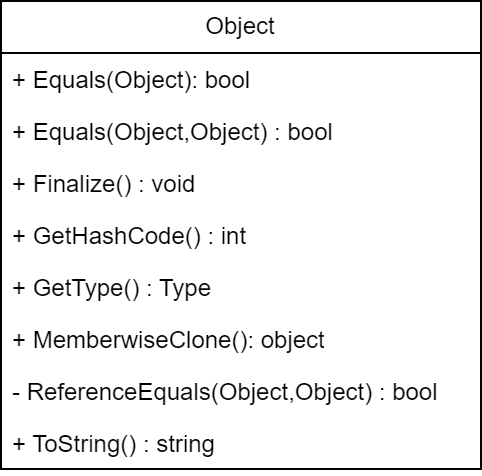 Object
+ Equals(Object): bool
+ Equals(Object,Object) : bool
+ Finalize() : void
+ GetHashCode() : int
+ GetType() : Type
+ MemberwiseClone(): object
- ReferenceEquals(Object,Object) : bool
+ ToString() : string